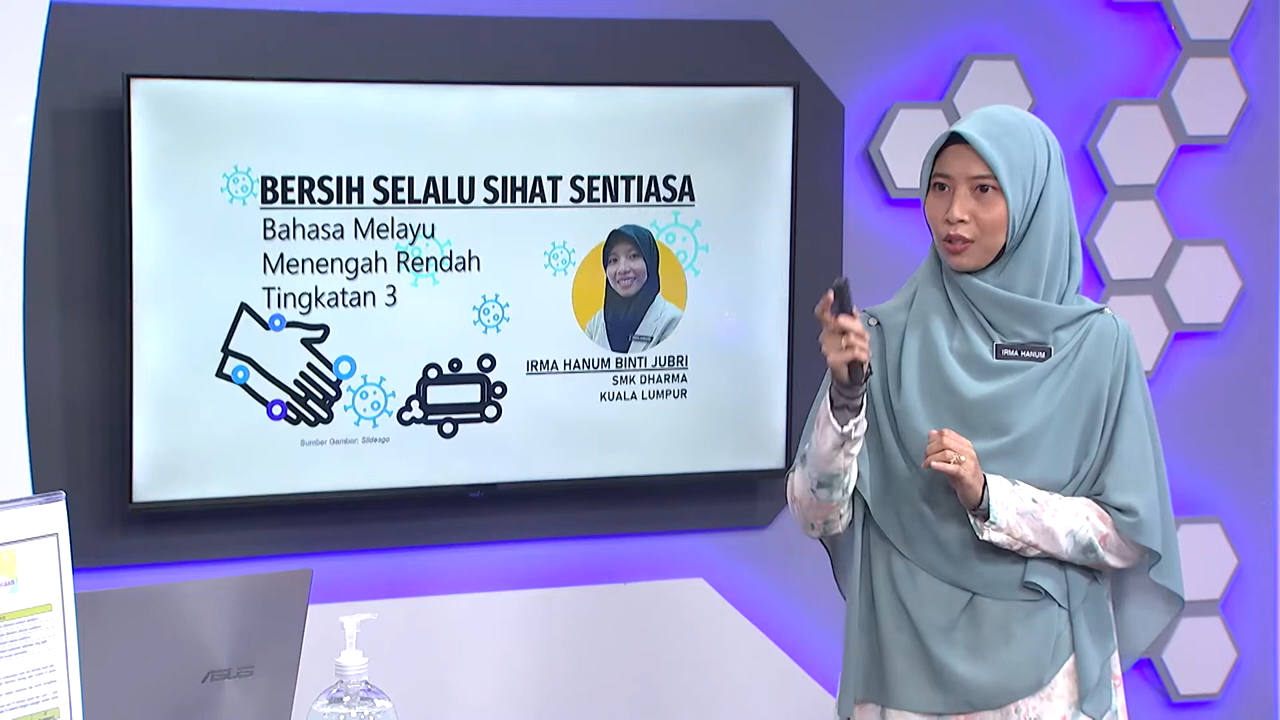 BERSIH SELALU SIHAT SENTIASA
Bahasa Melayu
Menengah Rendah
Tingkatan 3
IRMA HANUM BINTI JUBRI
SMK DHARMA
KUALA LUMPUR
Sumber Gambar: Slidesgo
IRMA HANUM
ASUS